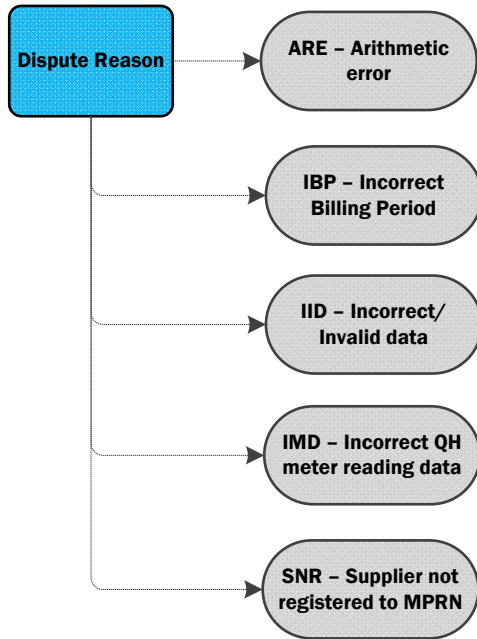 Dispute Reason
ARE – Arithmetic
error
IBP – Incorrect
Billing Period
IID – Incorrect/
Invalid data
IMD – Incorrect QH
meter reading data
SNR – Supplier not
registered to MPRN